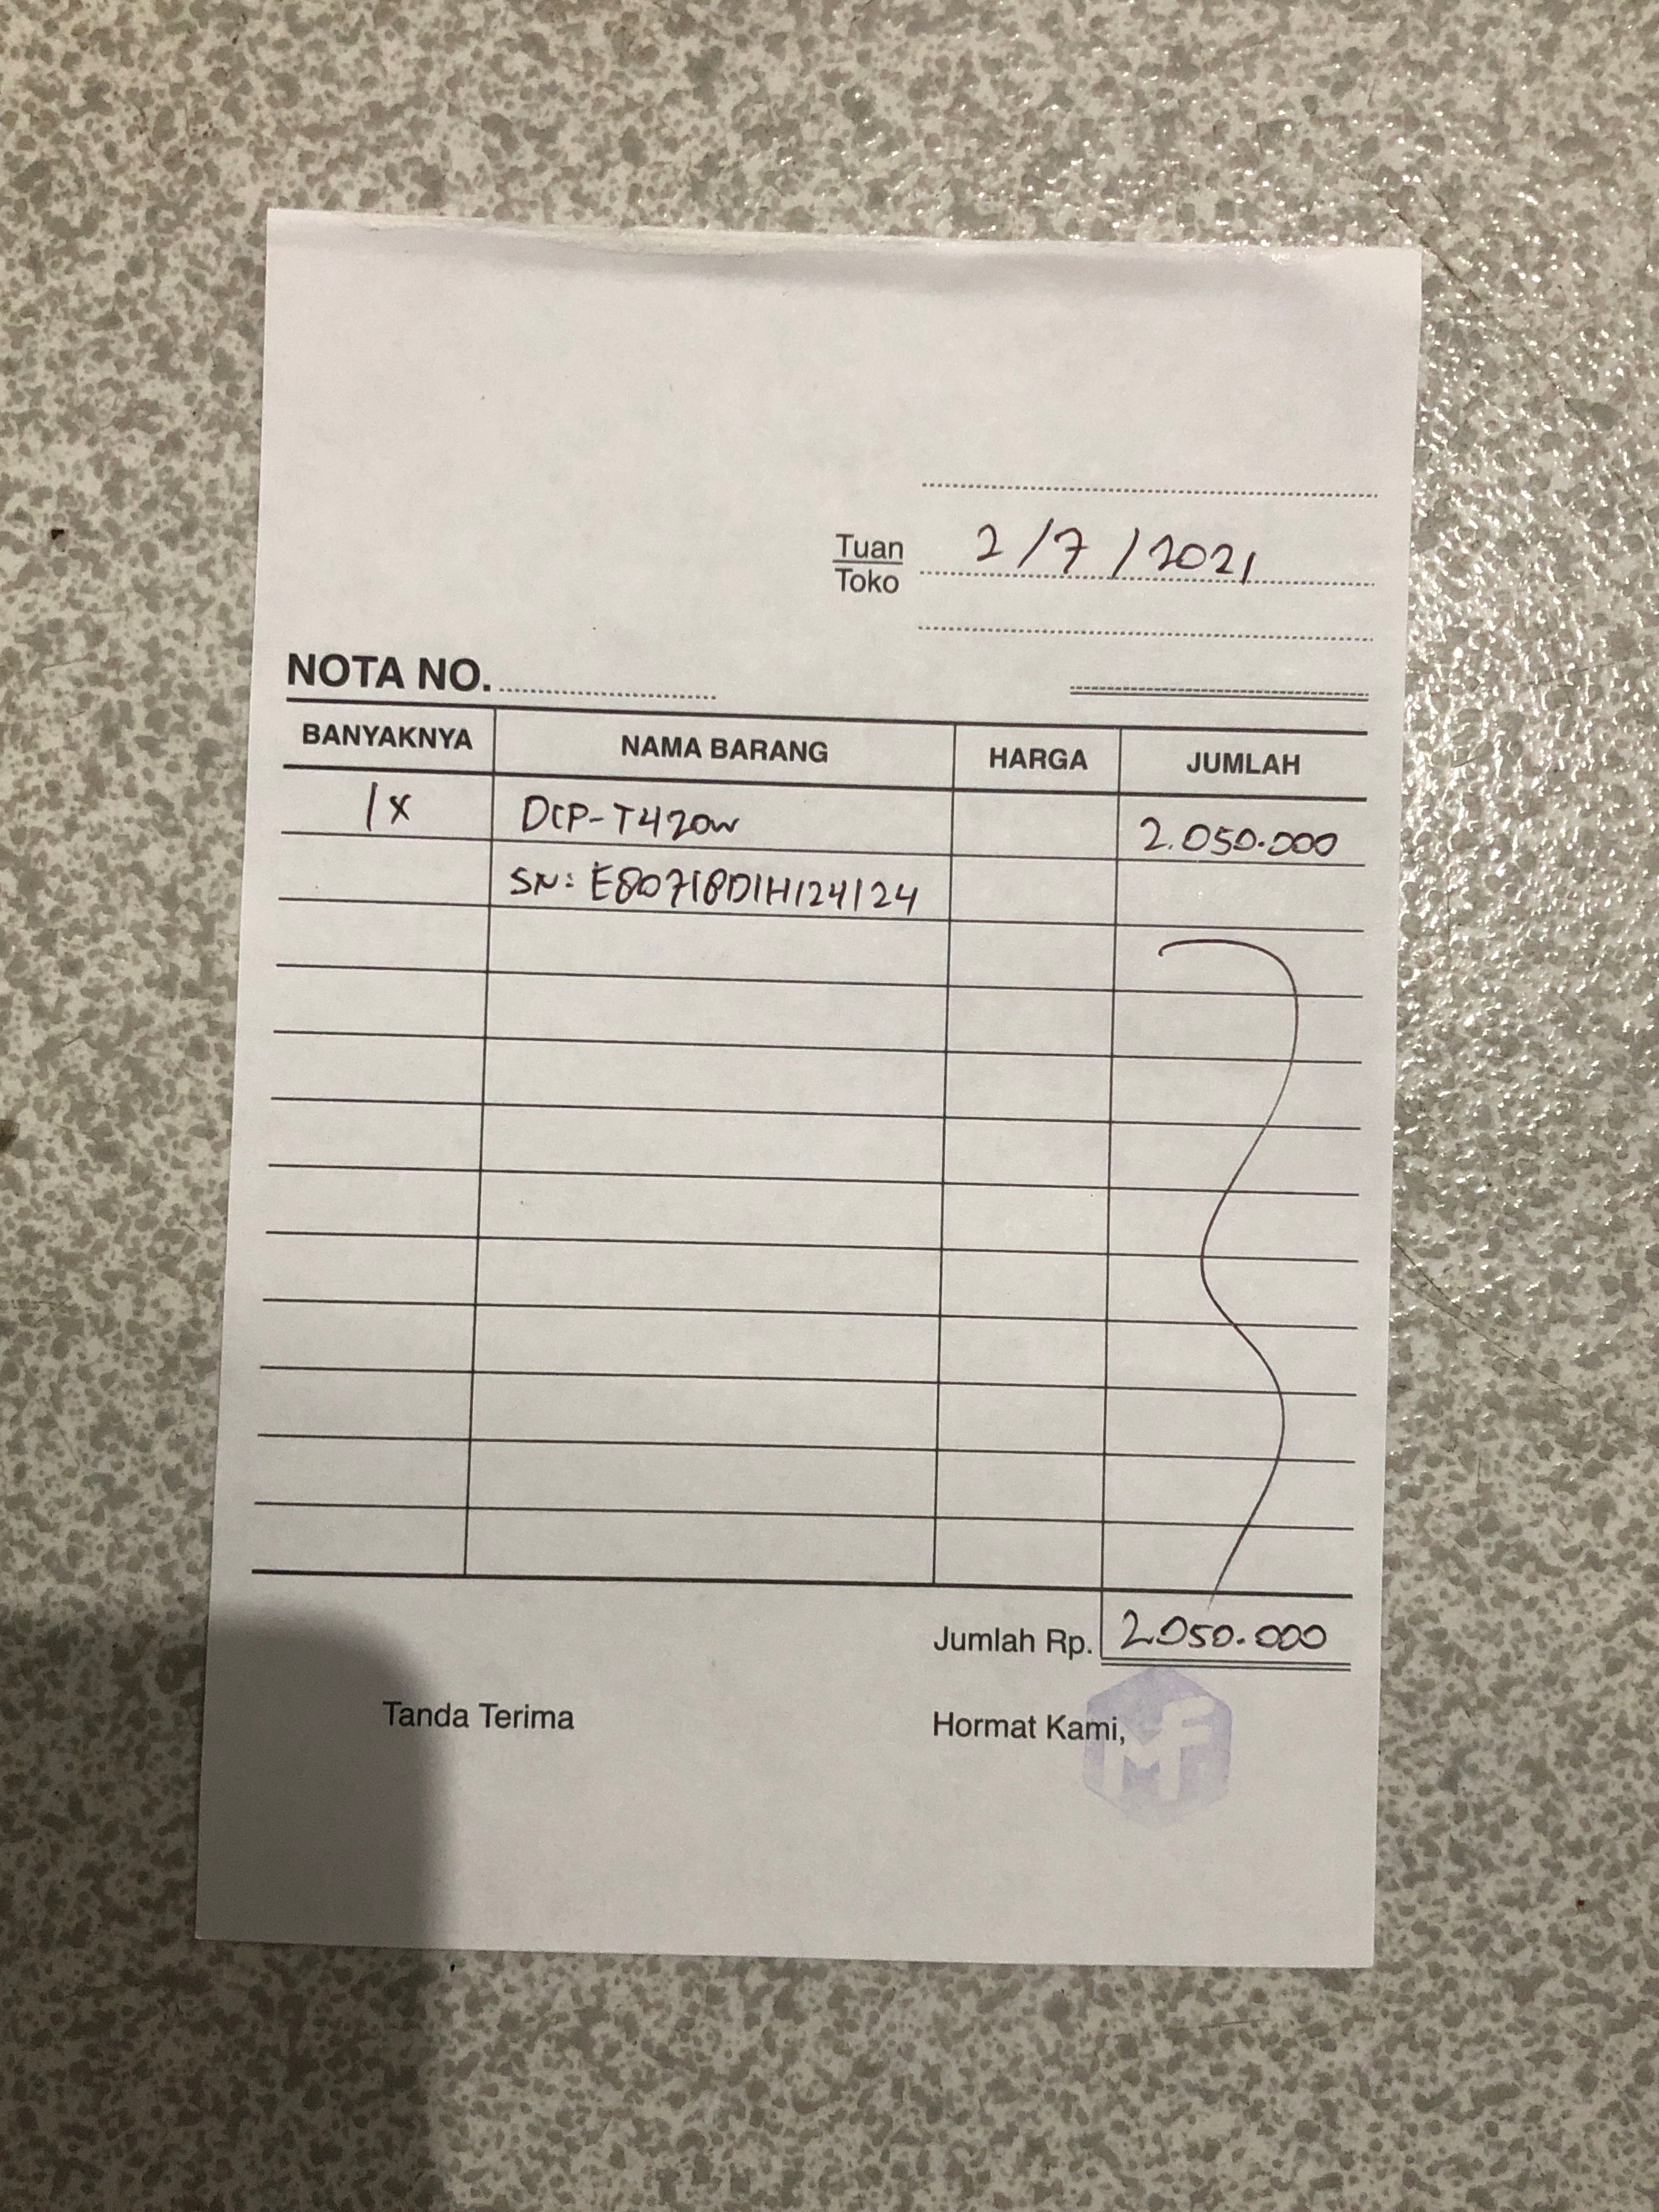 Tuan
Toko
2/7/2021
NOTA NO.
BANYAKNYA NAMA BARANG HARGA JUMLAH
1x DCP-T420w 2.050.000
SN: E80718D1H124124
Jumlah Rp. 2.050.000
Tanda Terima Hormat Kami,
MF